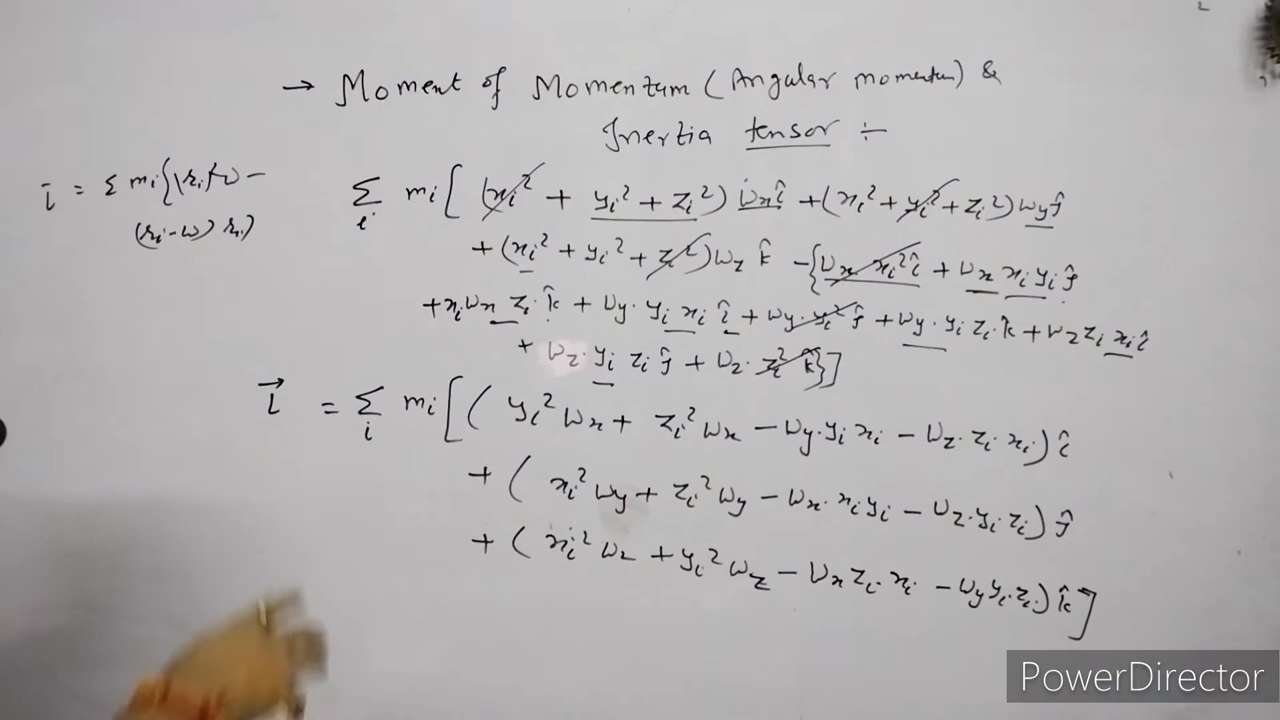 → Moment of Momentum (Angular momentum) &
Inertia tensor ÷
l = Σ mi{(ri)²ω −
(ri-ω) ri)
Σi mi[(xi² + yi² + zi²) ωx î + (xi² + yi² + zi²) ωy ĵ
+ (xi² + yi² + z²) ωz k̂ − {ωx xi² î + ωx xi yi ĵ
+ xi ωx zi k̂ + ωy·yi xi î + ωy·yi² ĵ + ωy·yi zi·k + ωz zi xi î
+ ωz·yi zi ĵ + ωz·zi² k̂}]
l⃗ = Σi mi[( yi² ωx + zi² ωx − ωy·yi xi − ωz·zi xi) î
+ ( xi² ωy + zi² ωy − ωx·xi yi − ωz·yi zi) ĵ
+ ( xi² ωz + yi² ωz − ωx zi·xi − ωy yi·zi) k̂]
PowerDirector